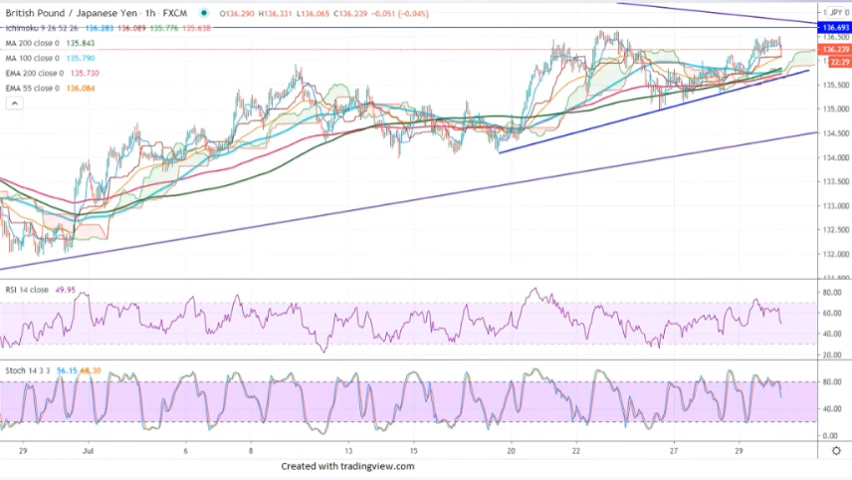 British Pound / Japanese Yen · 1h · FXCM O136.290 H136.331 L136.065 C136.239 -0.051 (-0.04%) JPY
Ichimoku 9 26 52 26 136.283 136.089 135.776 135.638
136.693
136.500
MA 200 close 0 135.843
136.239
MA 100 close 0 135.790
22:29
EMA 200 close 0 135.730
135.500
EMA 55 close 0 136.084
135.000
134.500
134.000
133.500
133.000
132.500
132.000
131.500
RSI 14 close 49.95
80.00
60.00
40.00
20.00
Stoch 14 3 3 56.15 68.30
80.00
40.00
0.00
29 Jul 6 8 13 15 20 22 27 29
Created with tradingview.com